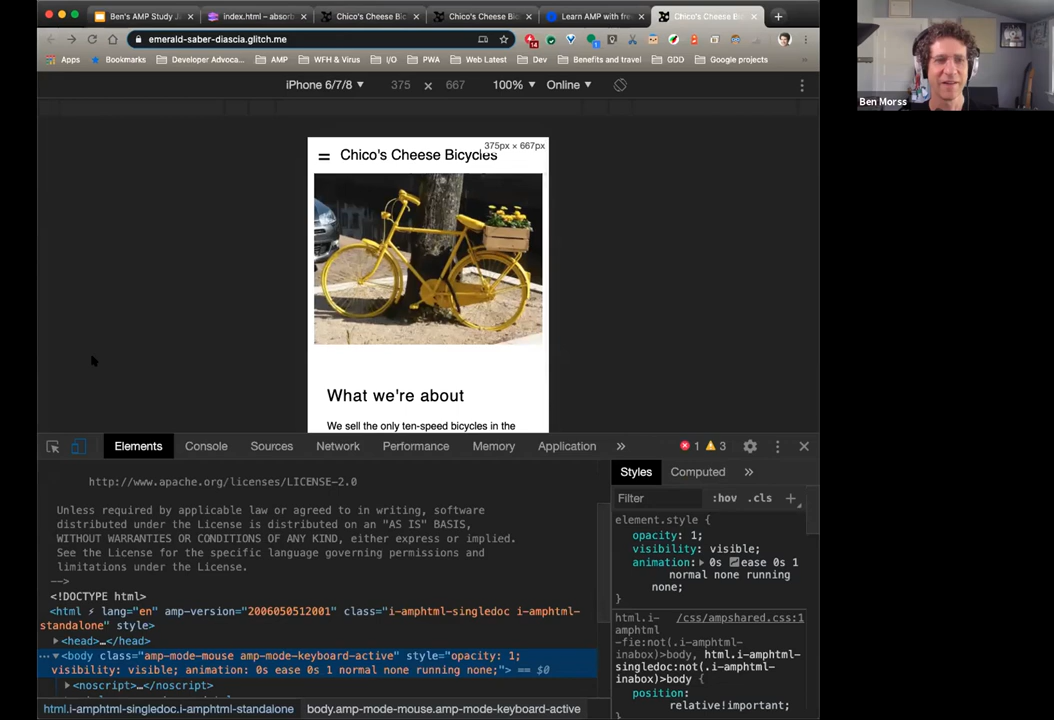 Ben's AMP Study Ja
index.html – absorb
Chico's Cheese Bicycl
Chico's Cheese Bicycl
Learn AMP with free
Chico's Cheese Bicycl
emerald-saber-diascia.glitch.me
14
1
Apps
Bookmarks
Developer Advoca...
AMP
WFH & Virus
I/O
PWA
Web Latest
Dev
Benefits and travel
GDD
Google projects
Ben Morss
iPhone 6/7/8 ▼ 375 × 667 100% ▼ Online ▼
375px × 667px
Chico's Cheese Bicycles
What we're about
We sell the only ten-speed bicycles in the
Elements Console Sources Network Performance Memory Application » 1 3
http://www.apache.org/licenses/LICENSE-2.0
Unless required by applicable law or agreed to in writing, software
distributed under the License is distributed on an "AS IS" BASIS,
WITHOUT WARRANTIES OR CONDITIONS OF ANY KIND, either express or implied.
See the License for the specific language governing permissions and
limitations under the License.
-->
<!DOCTYPE html>
<html ⚡ lang="en" amp-version="2006050512001" class="i-amphtml-singledoc i-amphtml-
standalone" style>
▶<head>…</head>
…▼<body class="amp-mode-mouse amp-mode-keyboard-active" style="opacity: 1;
visibility: visible; animation: 0s ease 0s 1 normal none running none;"> == $0
▶<noscript>…</noscript>
html.i-amphtml-singledoc.i-amphtml-standalone body.amp-mode-mouse.amp-mode-keyboard-active
Styles Computed »
Filter :hov .cls +
element.style {
opacity: 1;
visibility: visible;
animation:▶ 0s ease 0s 1
normal none running
none;
}
html.i- /css/ampshared.css:1
amphtml
-fie:not(.i-amphtml-
inabox)>body, html.i-amphtml-
singledoc:not(.i-amphtml-
inabox)>body {
position:
relative!important;